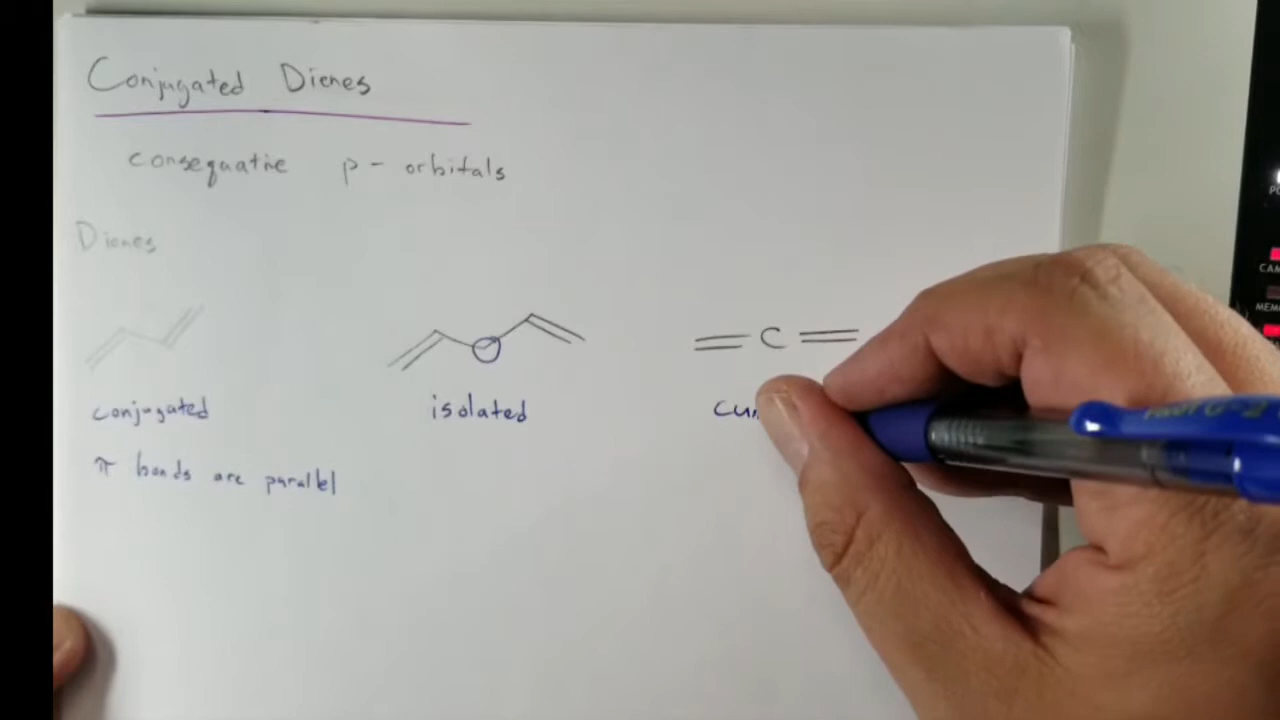 Conjugated Dienes
consequative p - orbitals
Dienes
= C =
conjugated isolated
π bonds are parallel